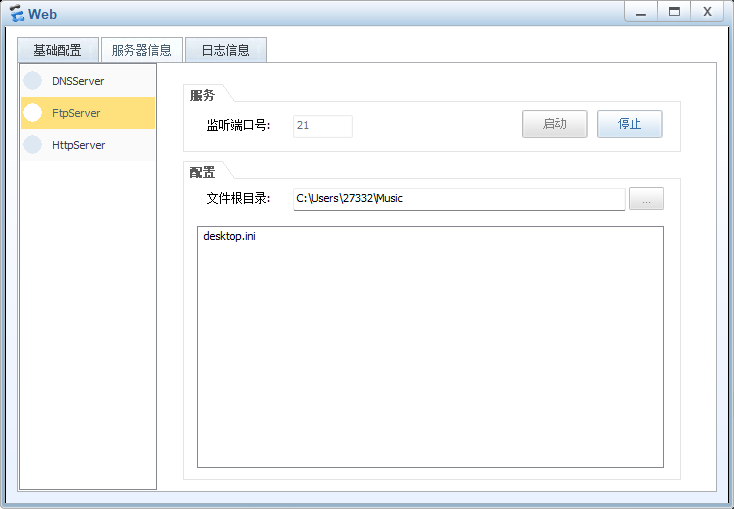 Web
基础配置 服务器信息 日志信息
DNSServer
FtpServer
HttpServer
服务
监听端口号: 21 启动 停止
配置
文件根目录: C:\Users\27332\Music ...
desktop.ini